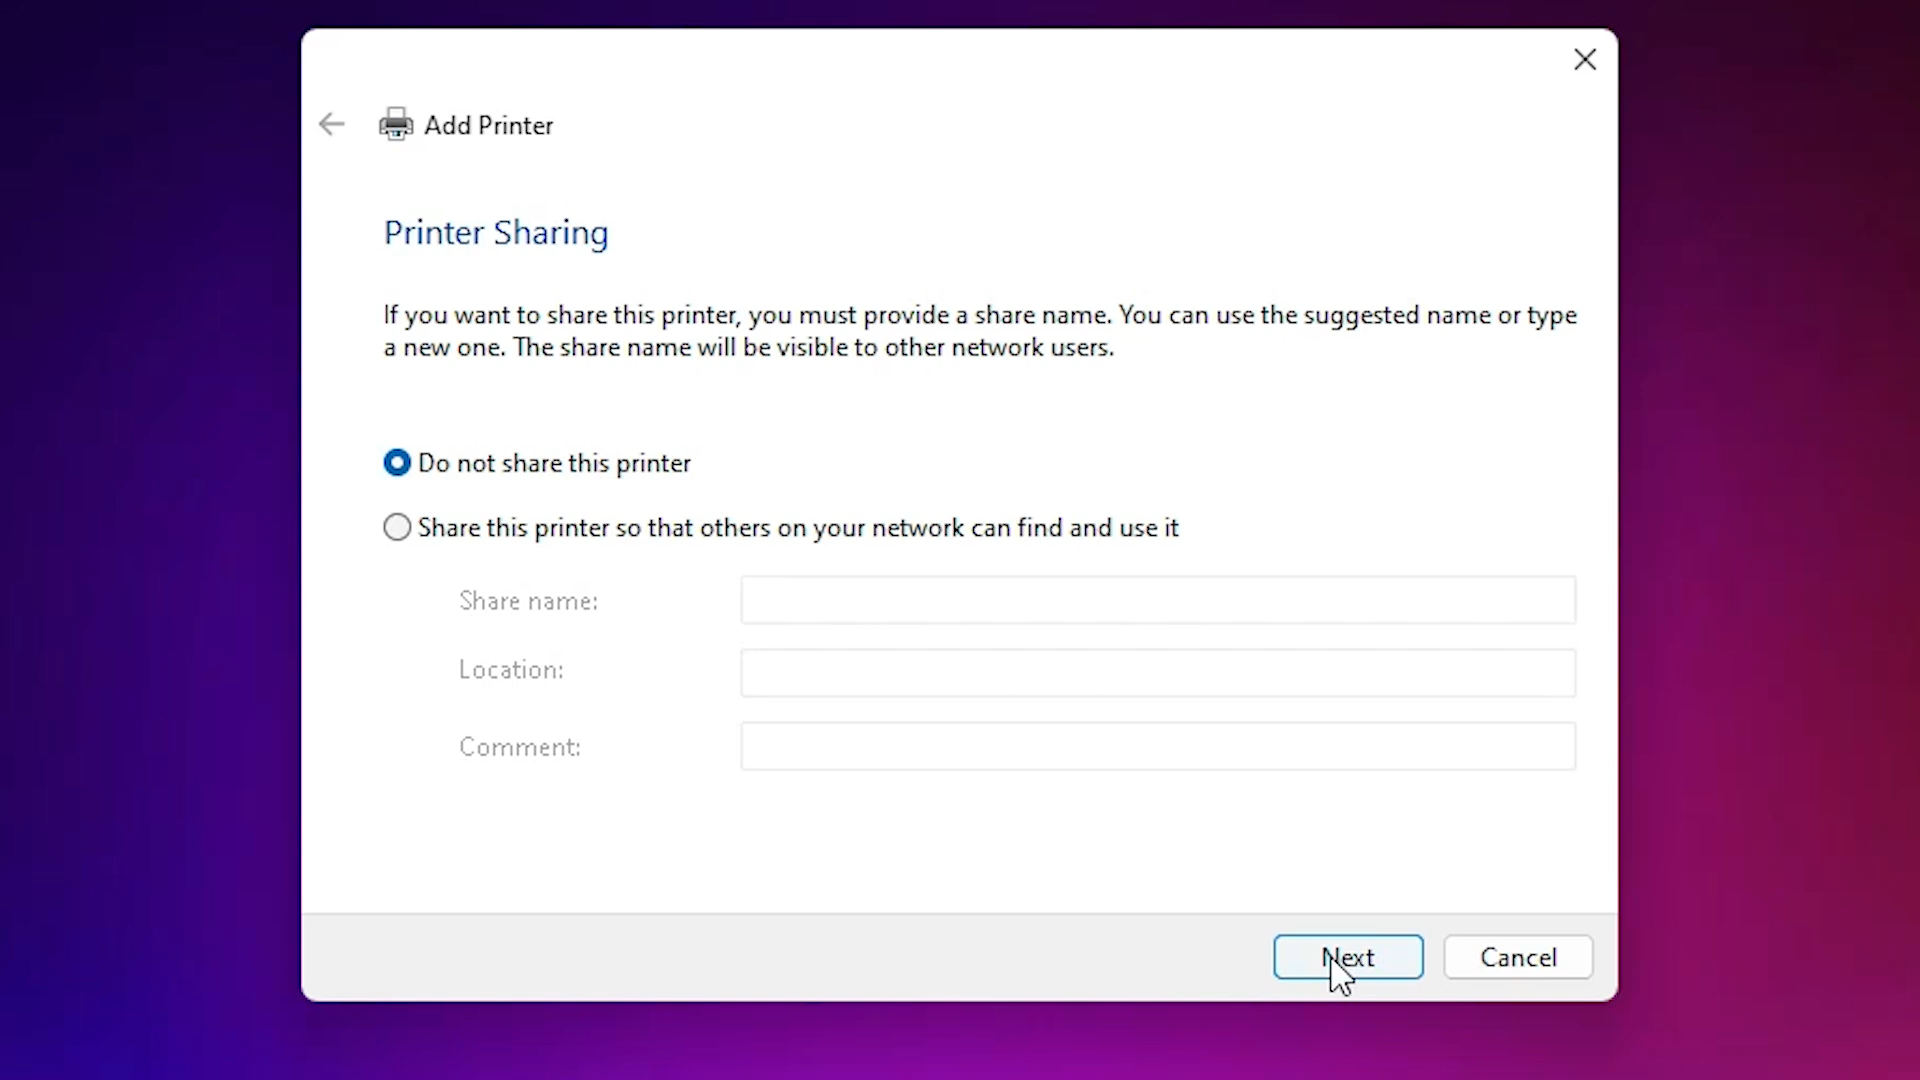 Add Printer
Printer Sharing
If you want to share this printer, you must provide a share name. You can use the suggested name or type
a new one. The share name will be visible to other network users.
Do not share this printer
Share this printer so that others on your network can find and use it
Share name:
Location:
Comment:
Next
Cancel